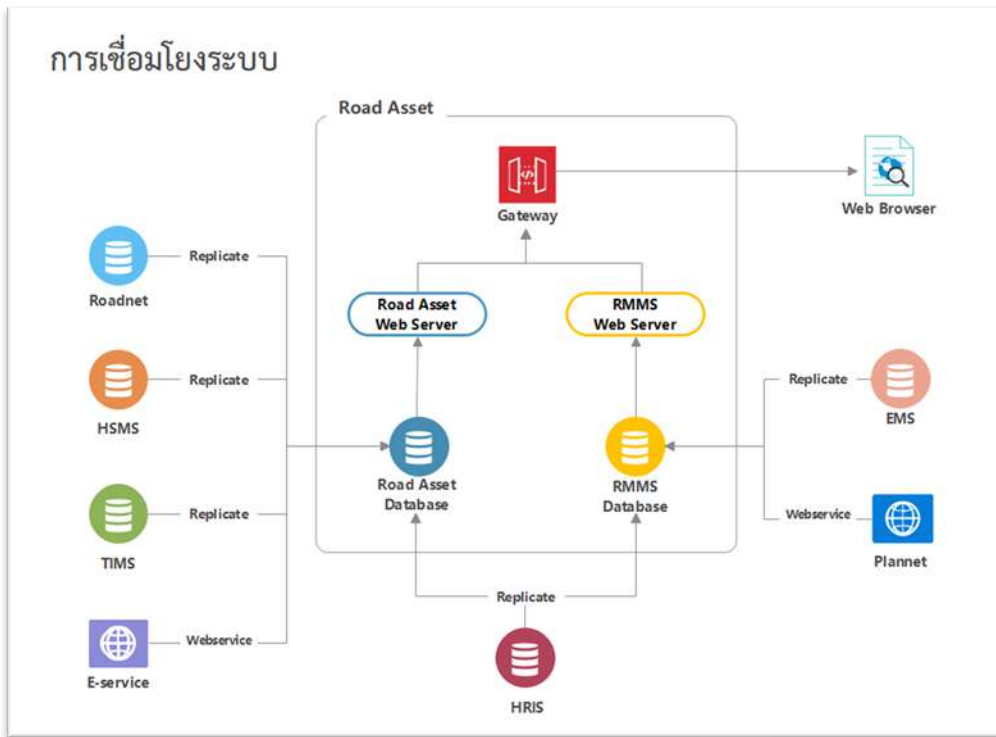 การเชื่อมโยงระบบ
Road Asset
Gateway
Web Browser
Replicate
Roadnet
Road Asset
Web Server
RMMS
Web Server
Replicate
HSMS
Replicate
EMS
Road Asset
Database
RMMS
Database
Replicate
TIMS
Webservice
Plannet
Replicate
Webservice
E-service
HRIS